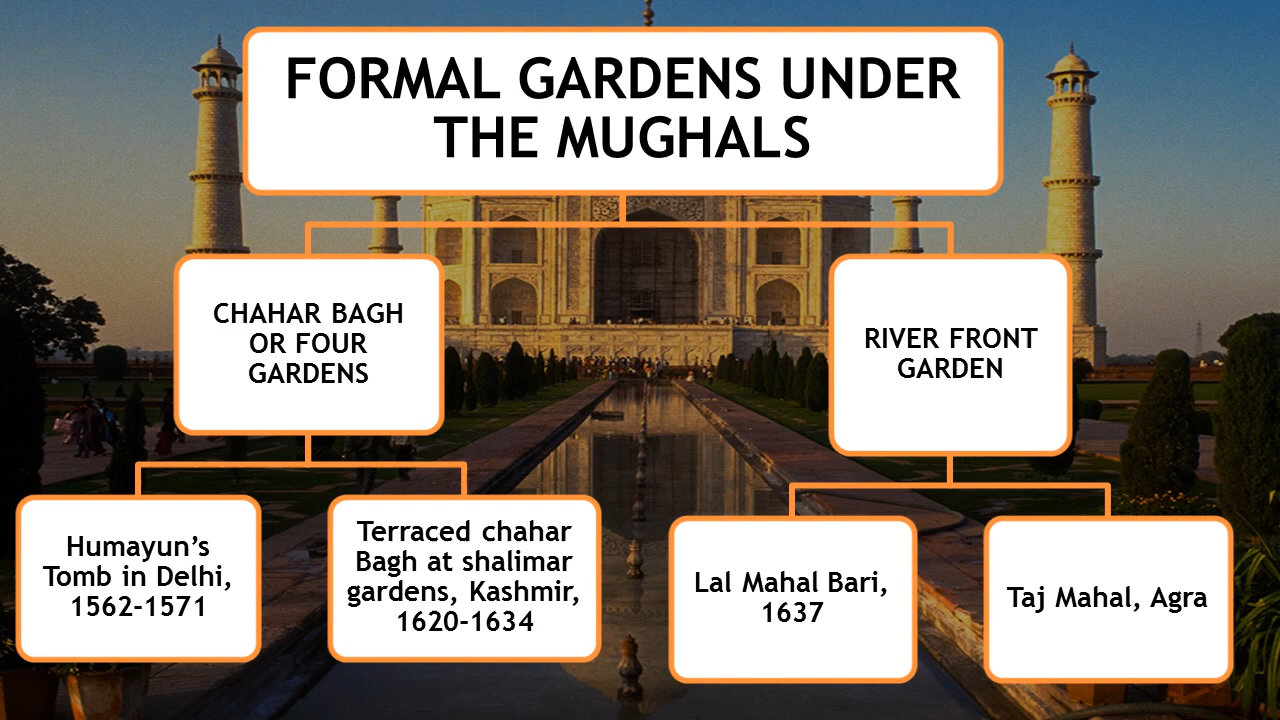 FORMAL GARDENS UNDER
THE MUGHALS
CHAHAR BAGH
OR FOUR
GARDENS
RIVER FRONT
GARDEN
Humayun’s
Tomb in Delhi,
1562-1571
Terraced chahar
Bagh at shalimar
gardens, Kashmir,
1620-1634
Lal Mahal Bari,
1637
Taj Mahal, Agra